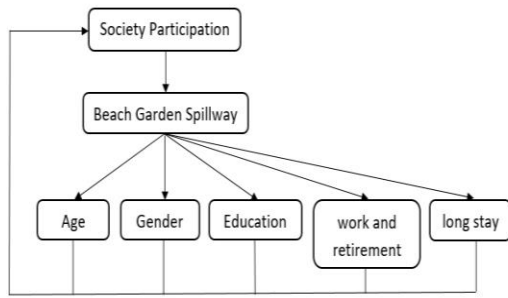 Society Participation
Beach Garden Spillway
Age
Gender
Education
work and
retirement
long stay